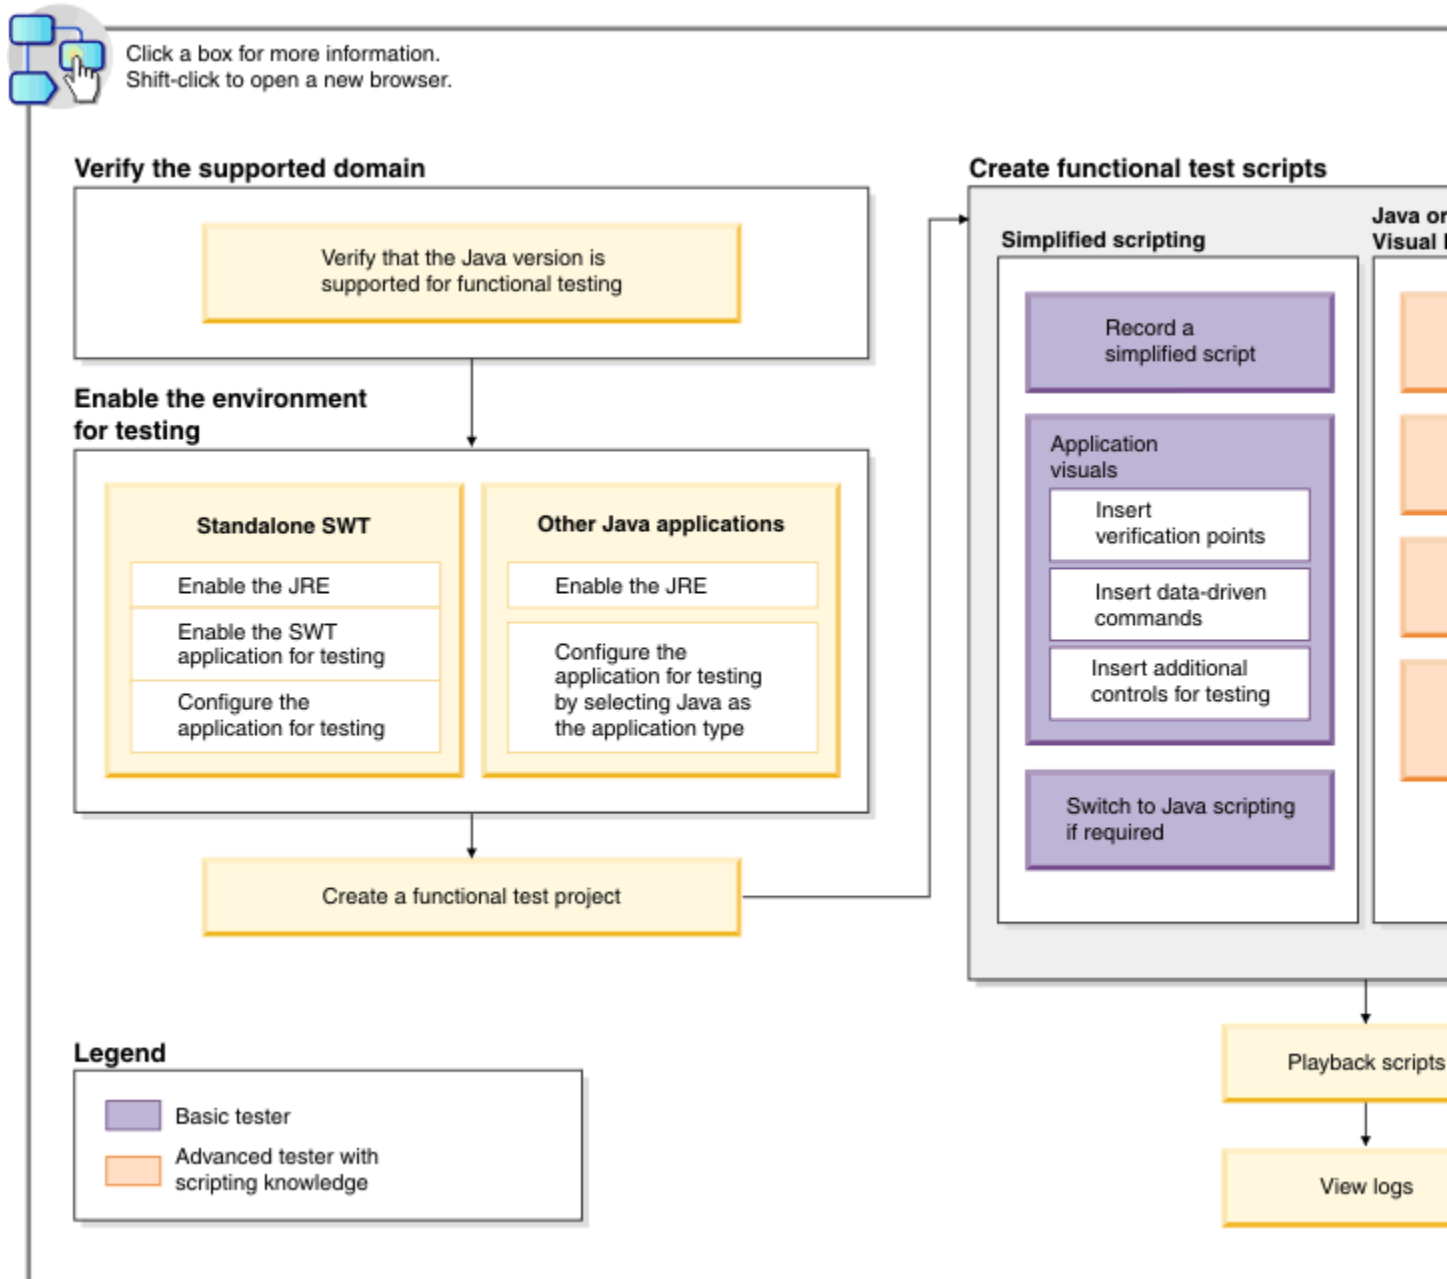 Click a box for more information.
Shift-click to open a new browser.
Verify the supported domain
Verify that the Java version is
supported for functional testing
Enable the environment
for testing
Standalone SWT
Enable the JRE
Enable the SWT
application for testing
Configure the
application for testing
Other Java applications
Enable the JRE
Configure the
application for testing
by selecting Java as
the application type
Create a functional test project
Create functional test scripts
Simplified scripting
Record a
simplified script
Application
visuals
Insert
verification points
Insert data-driven
commands
Insert additional
controls for testing
Switch to Java scripting
if required
Java or
Visual
Playback scripts
View logs
Legend
Basic tester
Advanced tester with
scripting knowledge